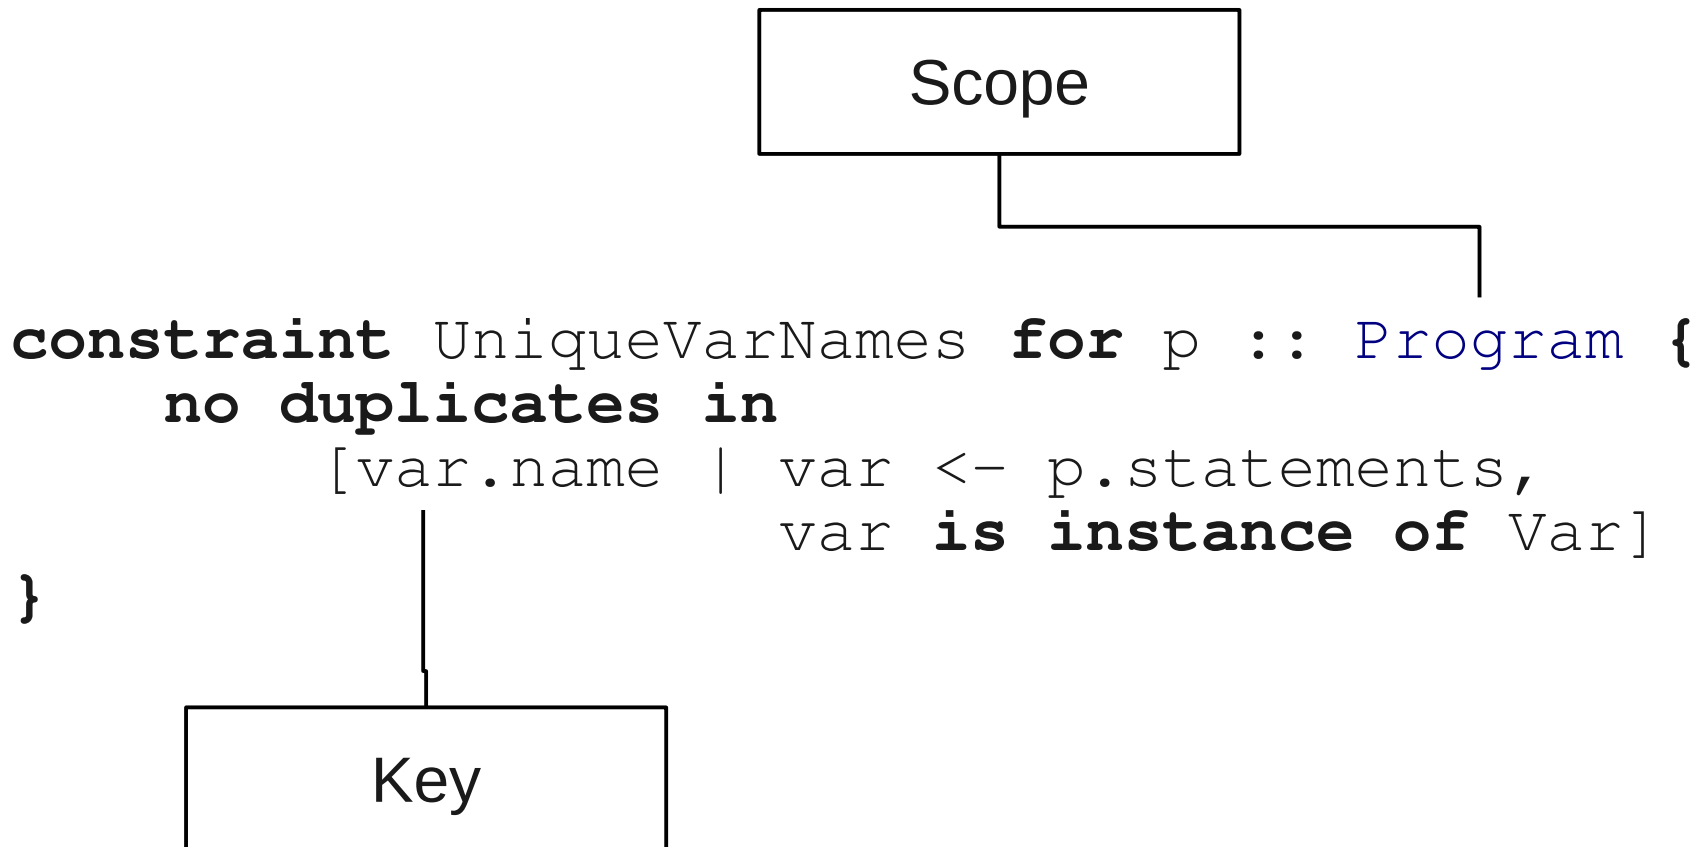 Scope
constraint UniqueVarNames for p :: Program {
no duplicates in
[var.name | var <- p.statements,
var is instance of Var]
}
Key